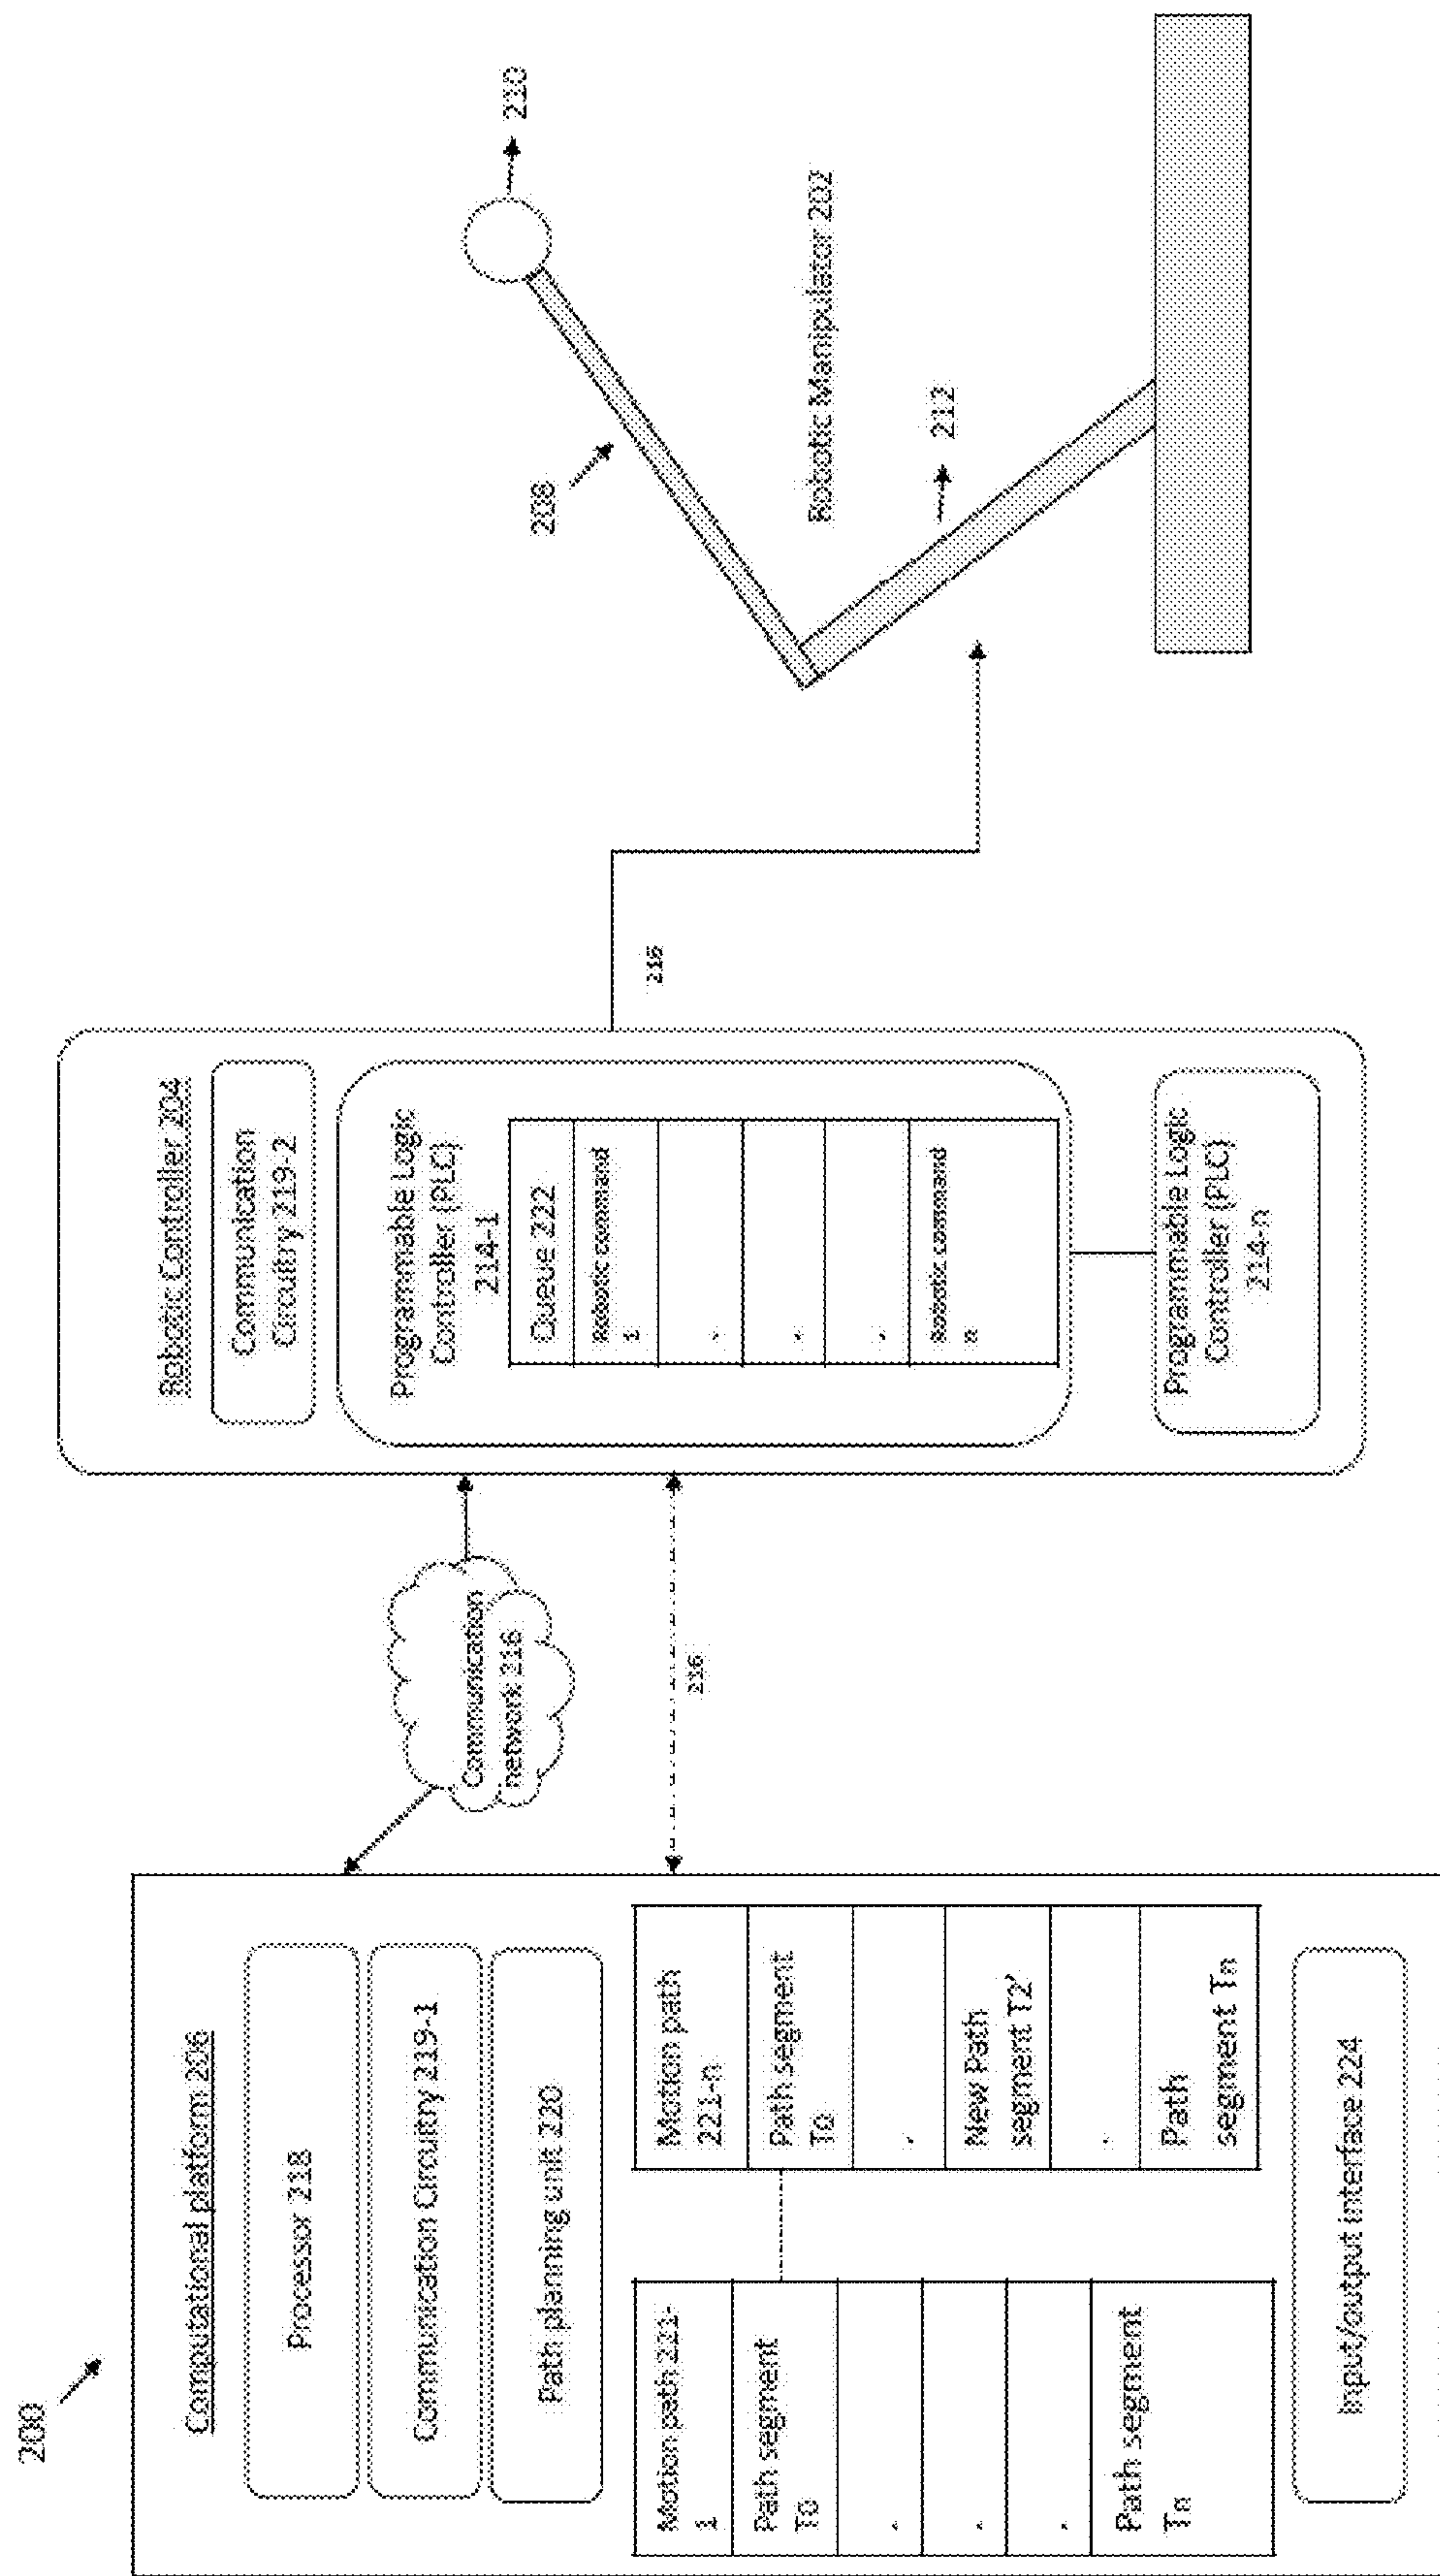 200
Computational platform 206
Processor 218
Communication Circuitry 219-1
Path planning unit 220
Motion path 221-
1
Path segment
T0
.
.
.
Path segment
Tn
Motion path
221-n
Path segment
T0
.
New Path
segment T2'
.
Path
segment Tn
Input/output interface 224
Communication
network 216
216
Robotic Controller 204
Communication
Circuitry 219-2
Programmable Logic
Controller (PLC)
214-1
Queue 222
Robotic command
1
.
.
.
Robotic command
n
Programmable Logic
Controller (PLC)
214-n
216
208
210
Robotic Manipulator 202
212